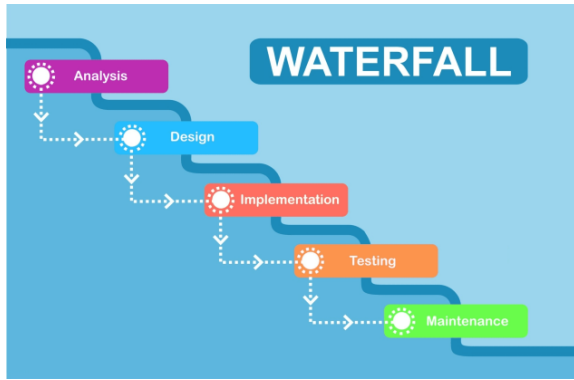 WATERFALL
Analysis
Design
Implementation
Testing
Maintenance